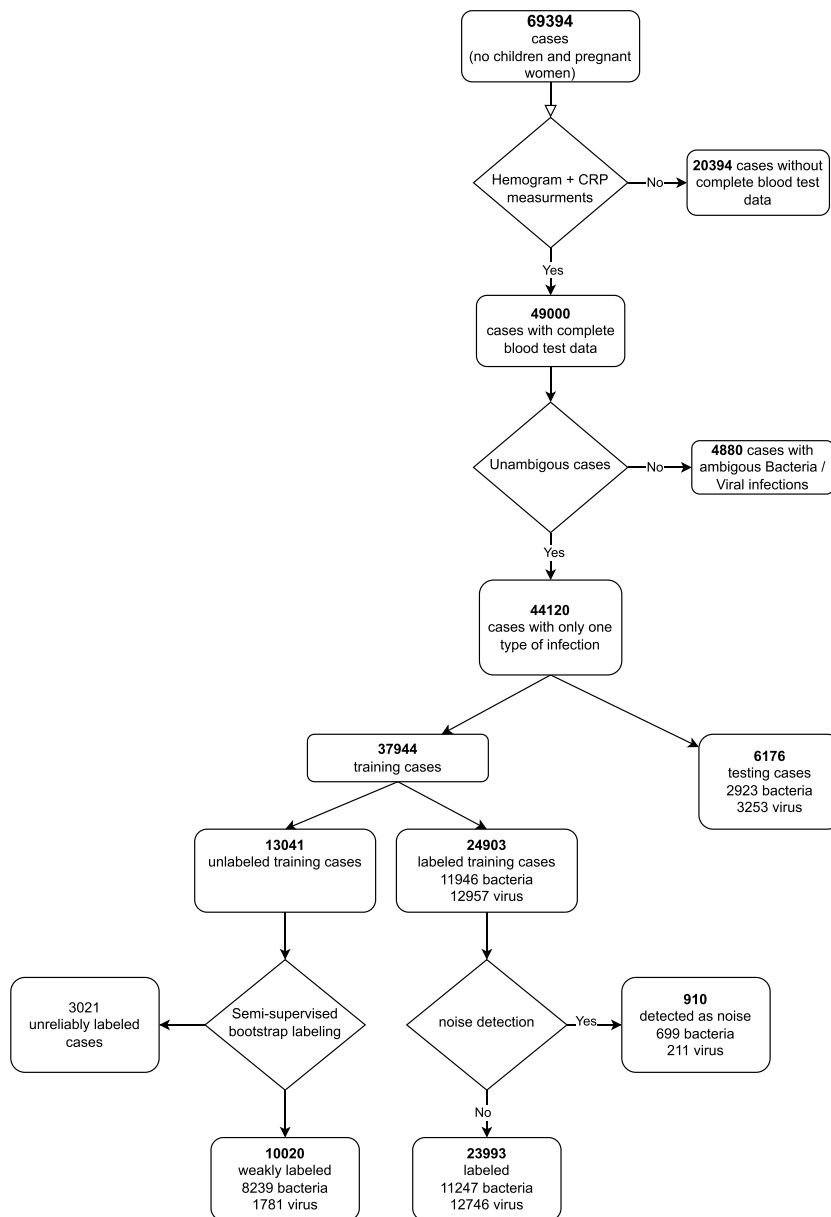 69394
cases
(no children and pregnant
women)
Hemogram + CRP
measurments
No
20394 cases without
complete blood test
data
Yes
49000
cases with complete
blood test data
Unambigous cases
No
4880 cases with
ambigous Bacteria /
Viral infections
Yes
44120
cases with only one
type of infection
37944
training cases
6176
testing cases
2923 bacteria
3253 virus
13041
unlabeled training cases
24903
labeled training cases
11946 bacteria
12957 virus
3021
unreliably labeled
cases
Semi-supervised
bootstrap labeling
noise detection
Yes
910
detected as noise
699 bacteria
211 virus
No
10020
weakly labeled
8239 bacteria
1781 virus
23993
labeled
11247 bacteria
12746 virus